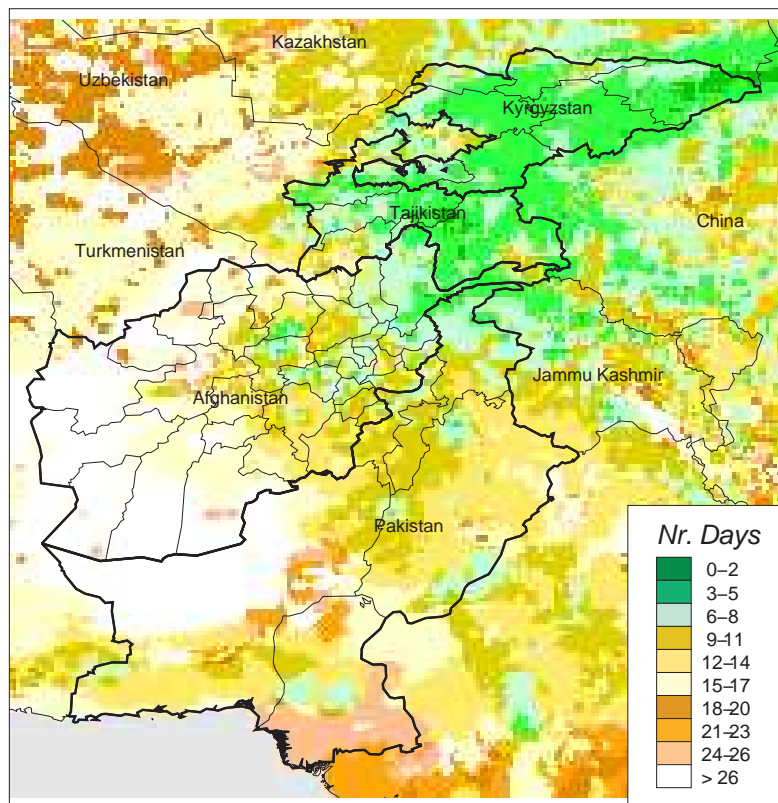 Kazakhstan
Uzbekistan
Kyrgyzstan
Tajikistan
China
Turkmenistan
Jammu Kashmir
Afghanistan
Pakistan
Nr. Days
0–2
3–5
6–8
9–11
12–14
15–17
18–20
21–23
24–26
> 26